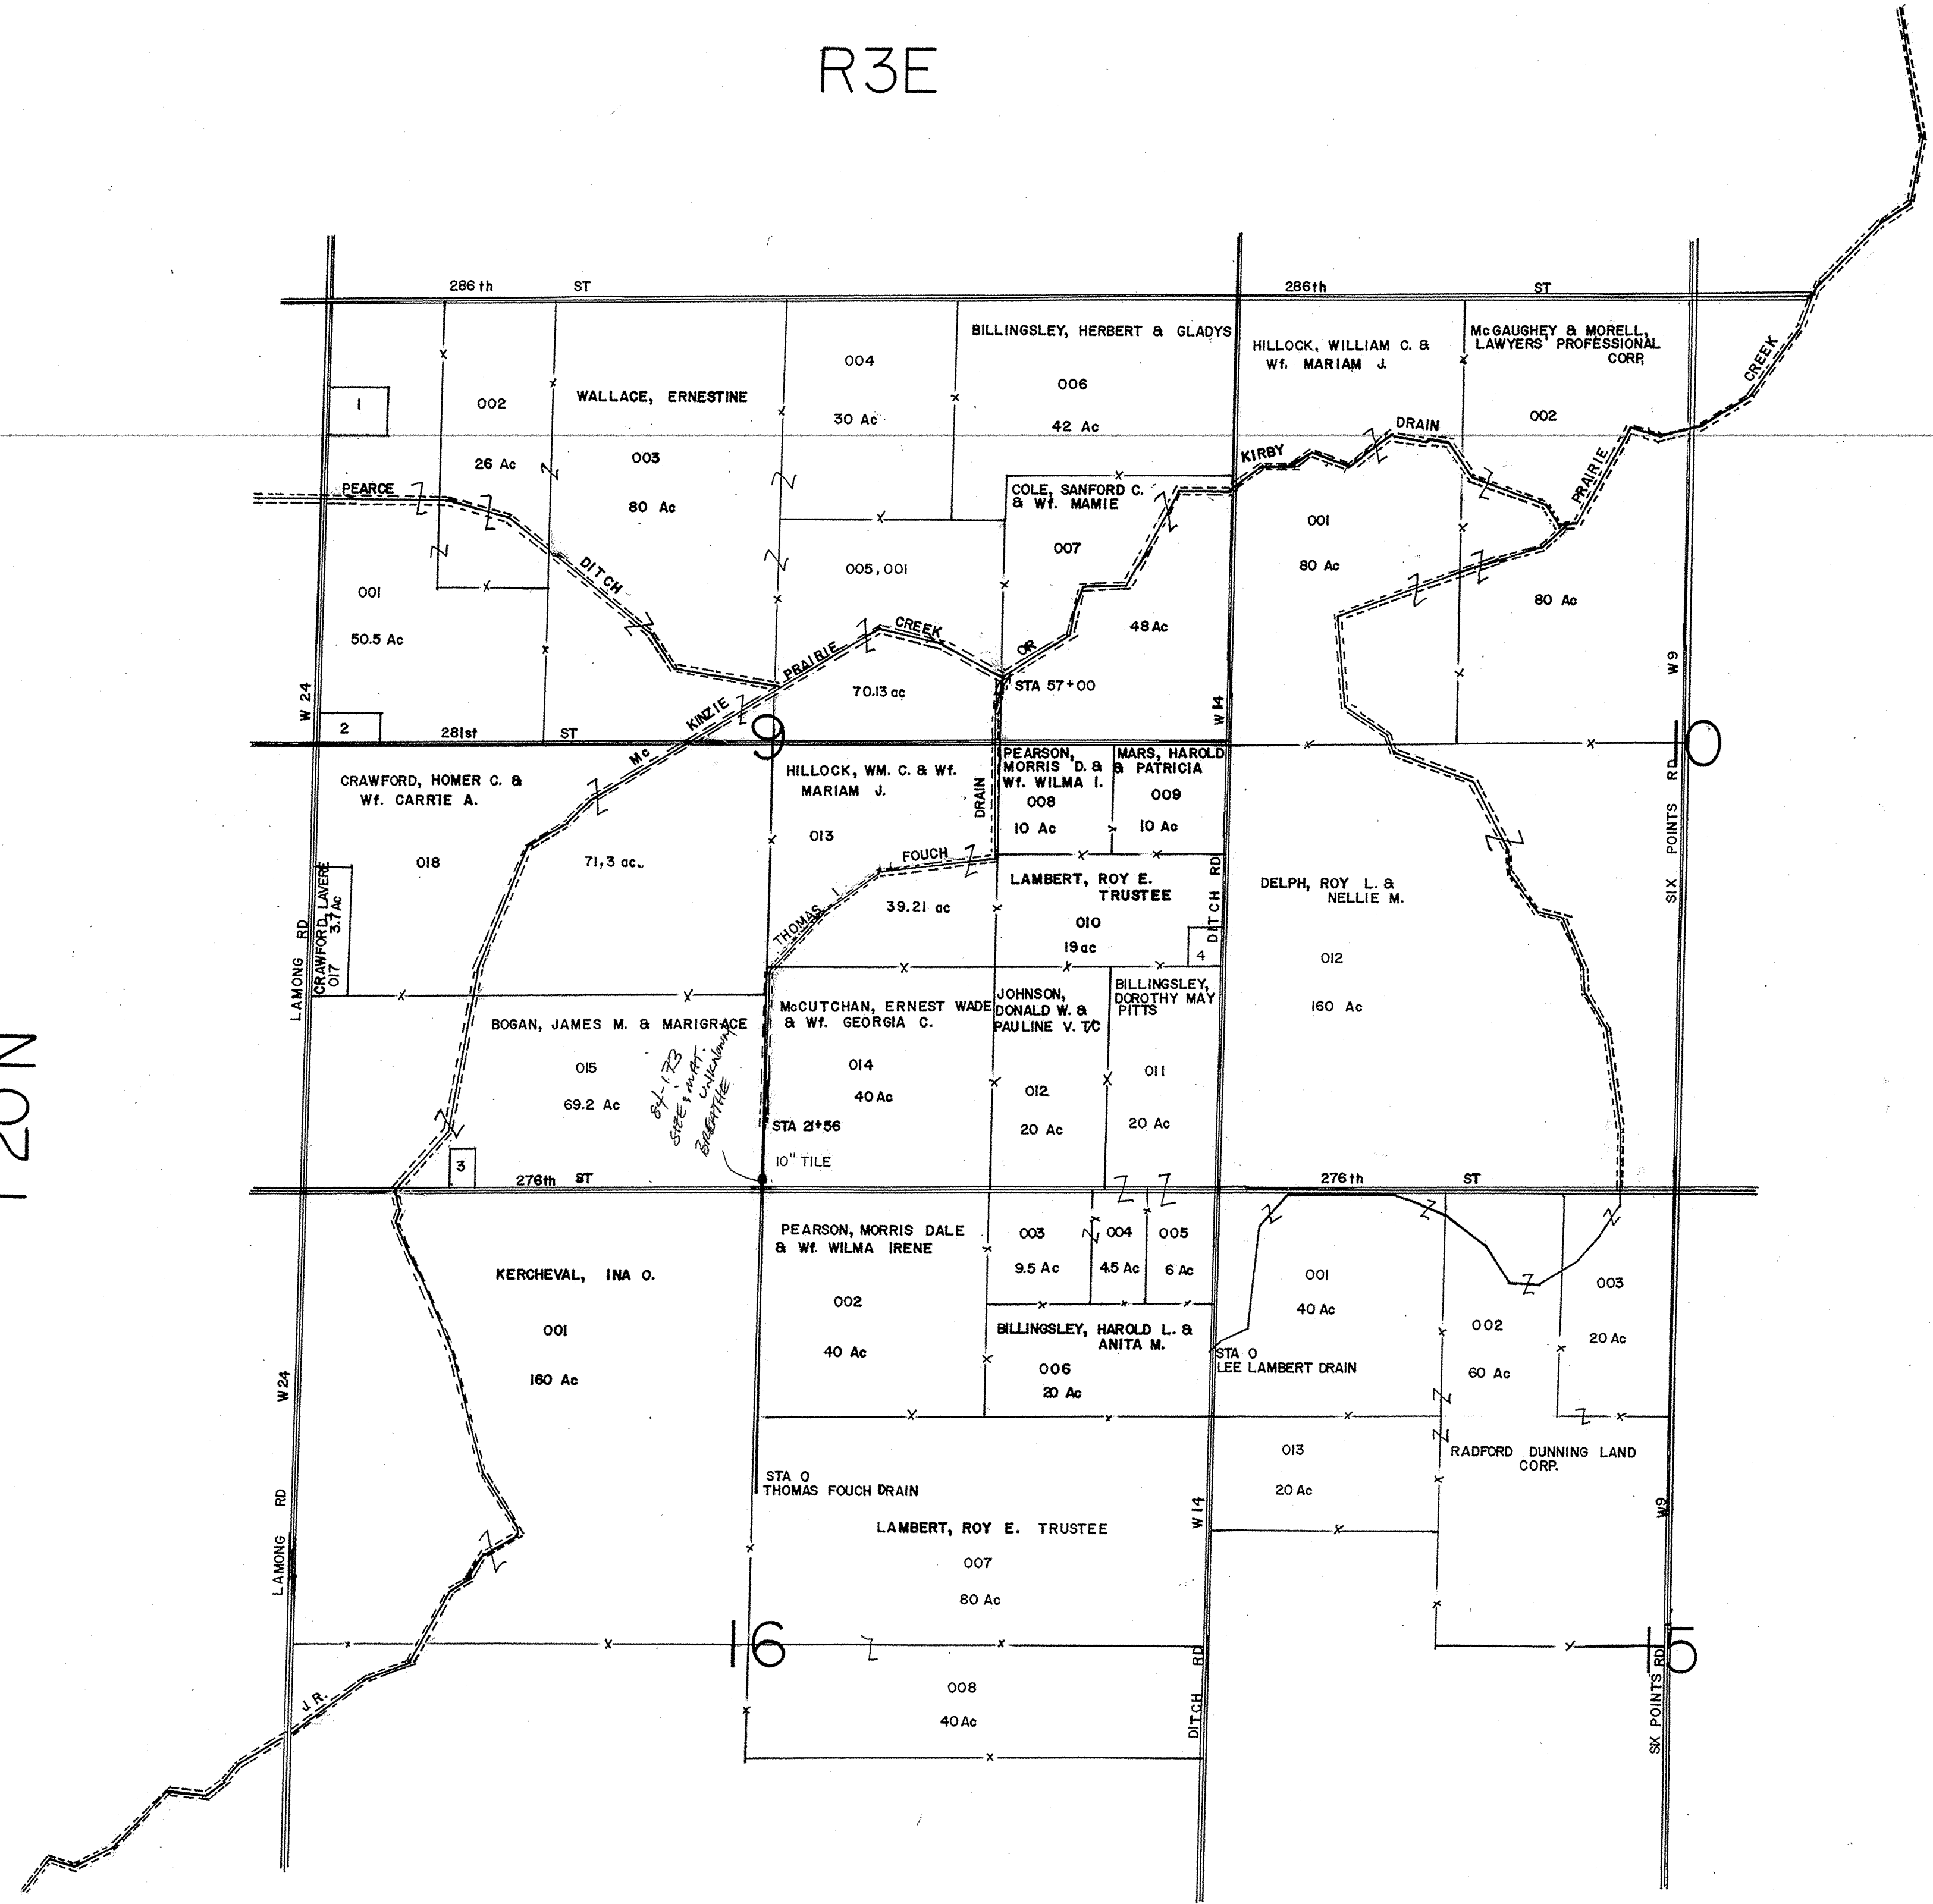 R3E
T20N
286th ST
286th ST
BILLINGSLEY, HERBERT & GLADYS
HILLOCK, WILLIAM C. &
Wf. MARIAM J.
McGAUGHEY & MORELL,
LAWYERS' PROFESSIONAL
CORP,
CREEK
1
002
26 Ac
WALLACE, ERNESTINE
003
80 Ac
004
30 Ac
006
42 Ac
002
KIRBY DRAIN
PRAIRIE
PEARCE
DITCH
COLE, SANFORD C.
& Wf. MAMIE
007
48 Ac
001
80 Ac
80 Ac
001
50.5 Ac
005,001
CREEK
PRAIRIE
OR
70.13 ac
STA 57+00
W 24
W 14
W 9
2
281st ST
Mc KINZIE
9
10
CRAWFORD, HOMER C. &
Wf. CARRIE A.
018
71,3 ac.
HILLOCK, WM. C. & Wf.
MARIAM J.
013
DRAIN
PEARSON,
MORRIS D. &
Wf. WILMA I.
008
10 Ac
MARS, HAROLD
& PATRICIA
009
10 Ac
THOMAS I. FOUCH
39.21 ac
LAMBERT, ROY E.
TRUSTEE
010
19 ac
4
DITCH RD
SIX POINTS RD
DELPH, ROY L. &
NELLIE M.
012
160 Ac
LAMONG RD
CRAWFORD, LAVERE
3.7 Ac
017
BOGAN, JAMES M. & MARIGRACE
015
69.2 Ac
84-173
SIZE & MAT.
UNKNOWN
BREATHE
McCUTCHAN, ERNEST WADE
& Wf. GEORGIA C.
014
40 Ac
JOHNSON,
DONALD W. &
PAULINE V. T/C
012
20 Ac
BILLINGSLEY,
DOROTHY MAY
PITTS
011
20 Ac
STA 21+56
10" TILE
3
276th ST
276th ST
KERCHEVAL, INA O.
001
160 Ac
PEARSON, MORRIS DALE
& Wf. WILMA IRENE
002
40 Ac
003
9.5 Ac
004
4.5 Ac
005
6 Ac
BILLINGSLEY, HAROLD L. &
ANITA M.
006
20 Ac
001
40 Ac
002
60 Ac
003
20 Ac
STA 0
LEE LAMBERT DRAIN
W24
013
20 Ac
RADFORD DUNNING LAND
CORP.
STA 0
THOMAS FOUCH DRAIN
LAMBERT, ROY E. TRUSTEE
007
80 Ac
LAMONG RD
W 14
W9
16
15
008
40 Ac
DITCH RD
SIX POINTS RD
J.R.